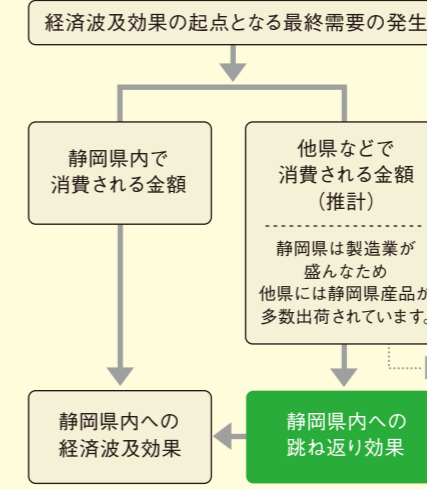 経済波及効果の起点となる最終需要の発生
静岡県内で
消費される金額
他県などで
消費される金額
（推計）
静岡県は製造業が
盛んなため
他県には静岡県産品が
多数出荷されています。
静岡県内への
経済波及効果
静岡県内への
跳ね返り効果